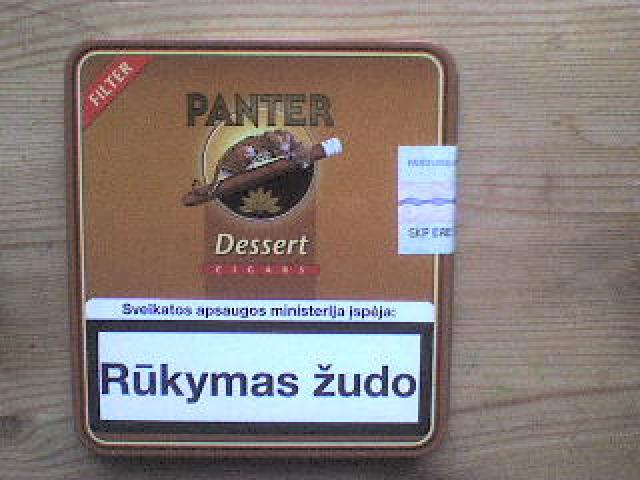 FILTER
PANTER
Dessert
CIGARS
Sveikatos apsaugos ministerija įspėja:
Rūkymas žudo